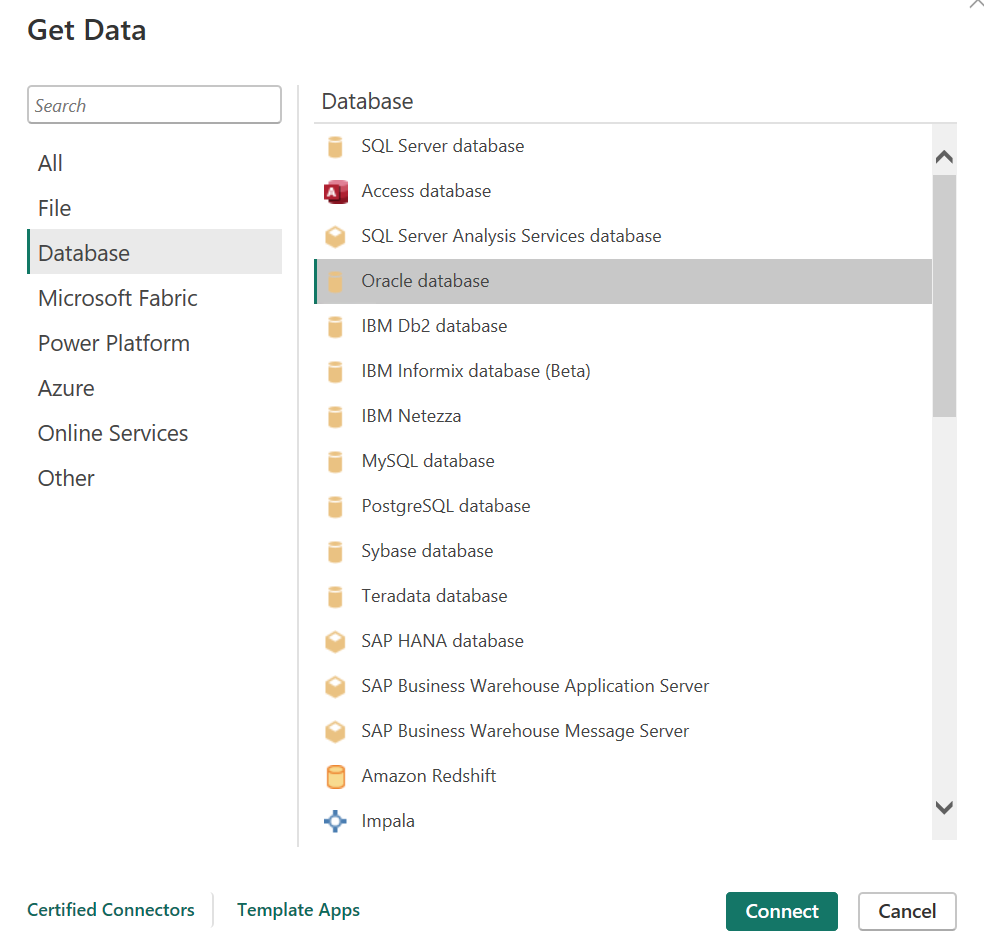 Get Data
Search
All
File
Database
Microsoft Fabric
Power Platform
Azure
Online Services
Other
Database
SQL Server database
A Access database
SQL Server Analysis Services database
Oracle database
IBM Db2 database
IBM Informix database (Beta)
IBM Netezza
MySQL database
PostgreSQL database
Sybase database
Teradata database
SAP HANA database
SAP Business Warehouse Application Server
SAP Business Warehouse Message Server
Amazon Redshift
Impala
Certified Connectors
Template Apps
Connect
Cancel